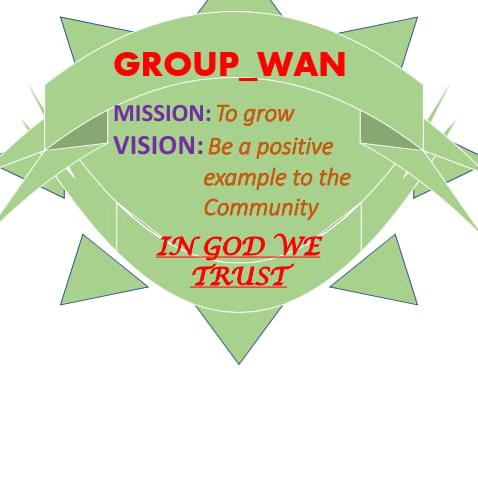 GROUP_WAN
MISSION: To grow
VISION: Be a positive
example to the
Community
IN GOD WE
TRUST